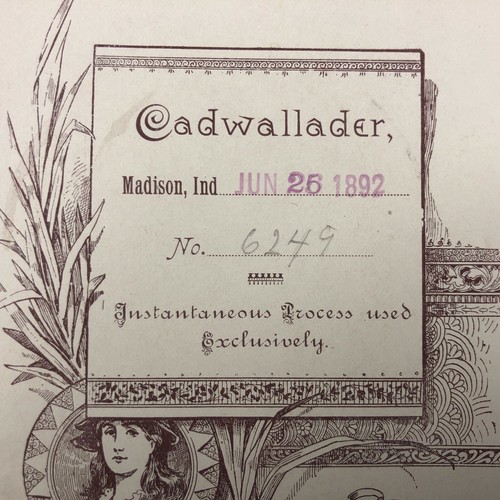 Cadwallader,
Madison, Ind JUN 25 1892
No. 6249
Instantaneous Process used
Exclusively.